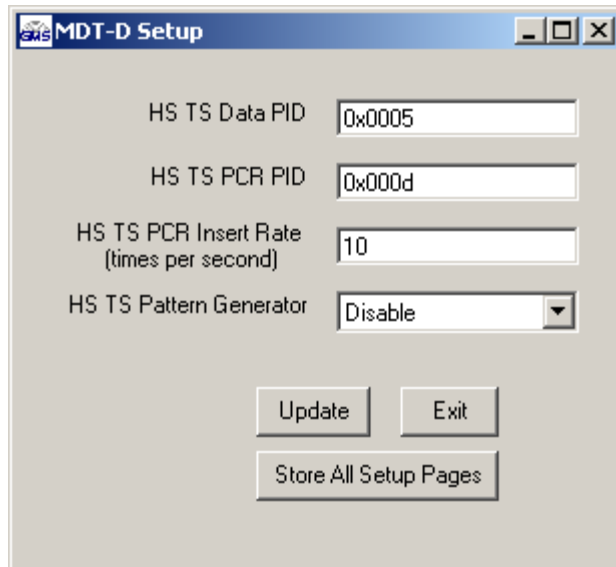 GMS MDT-D Setup
HS TS Data PID 0x0005
HS TS PCR PID 0x000d
HS TS PCR Insert Rate
(times per second) 10
HS TS Pattern Generator Disable
Update Exit
Store All Setup Pages